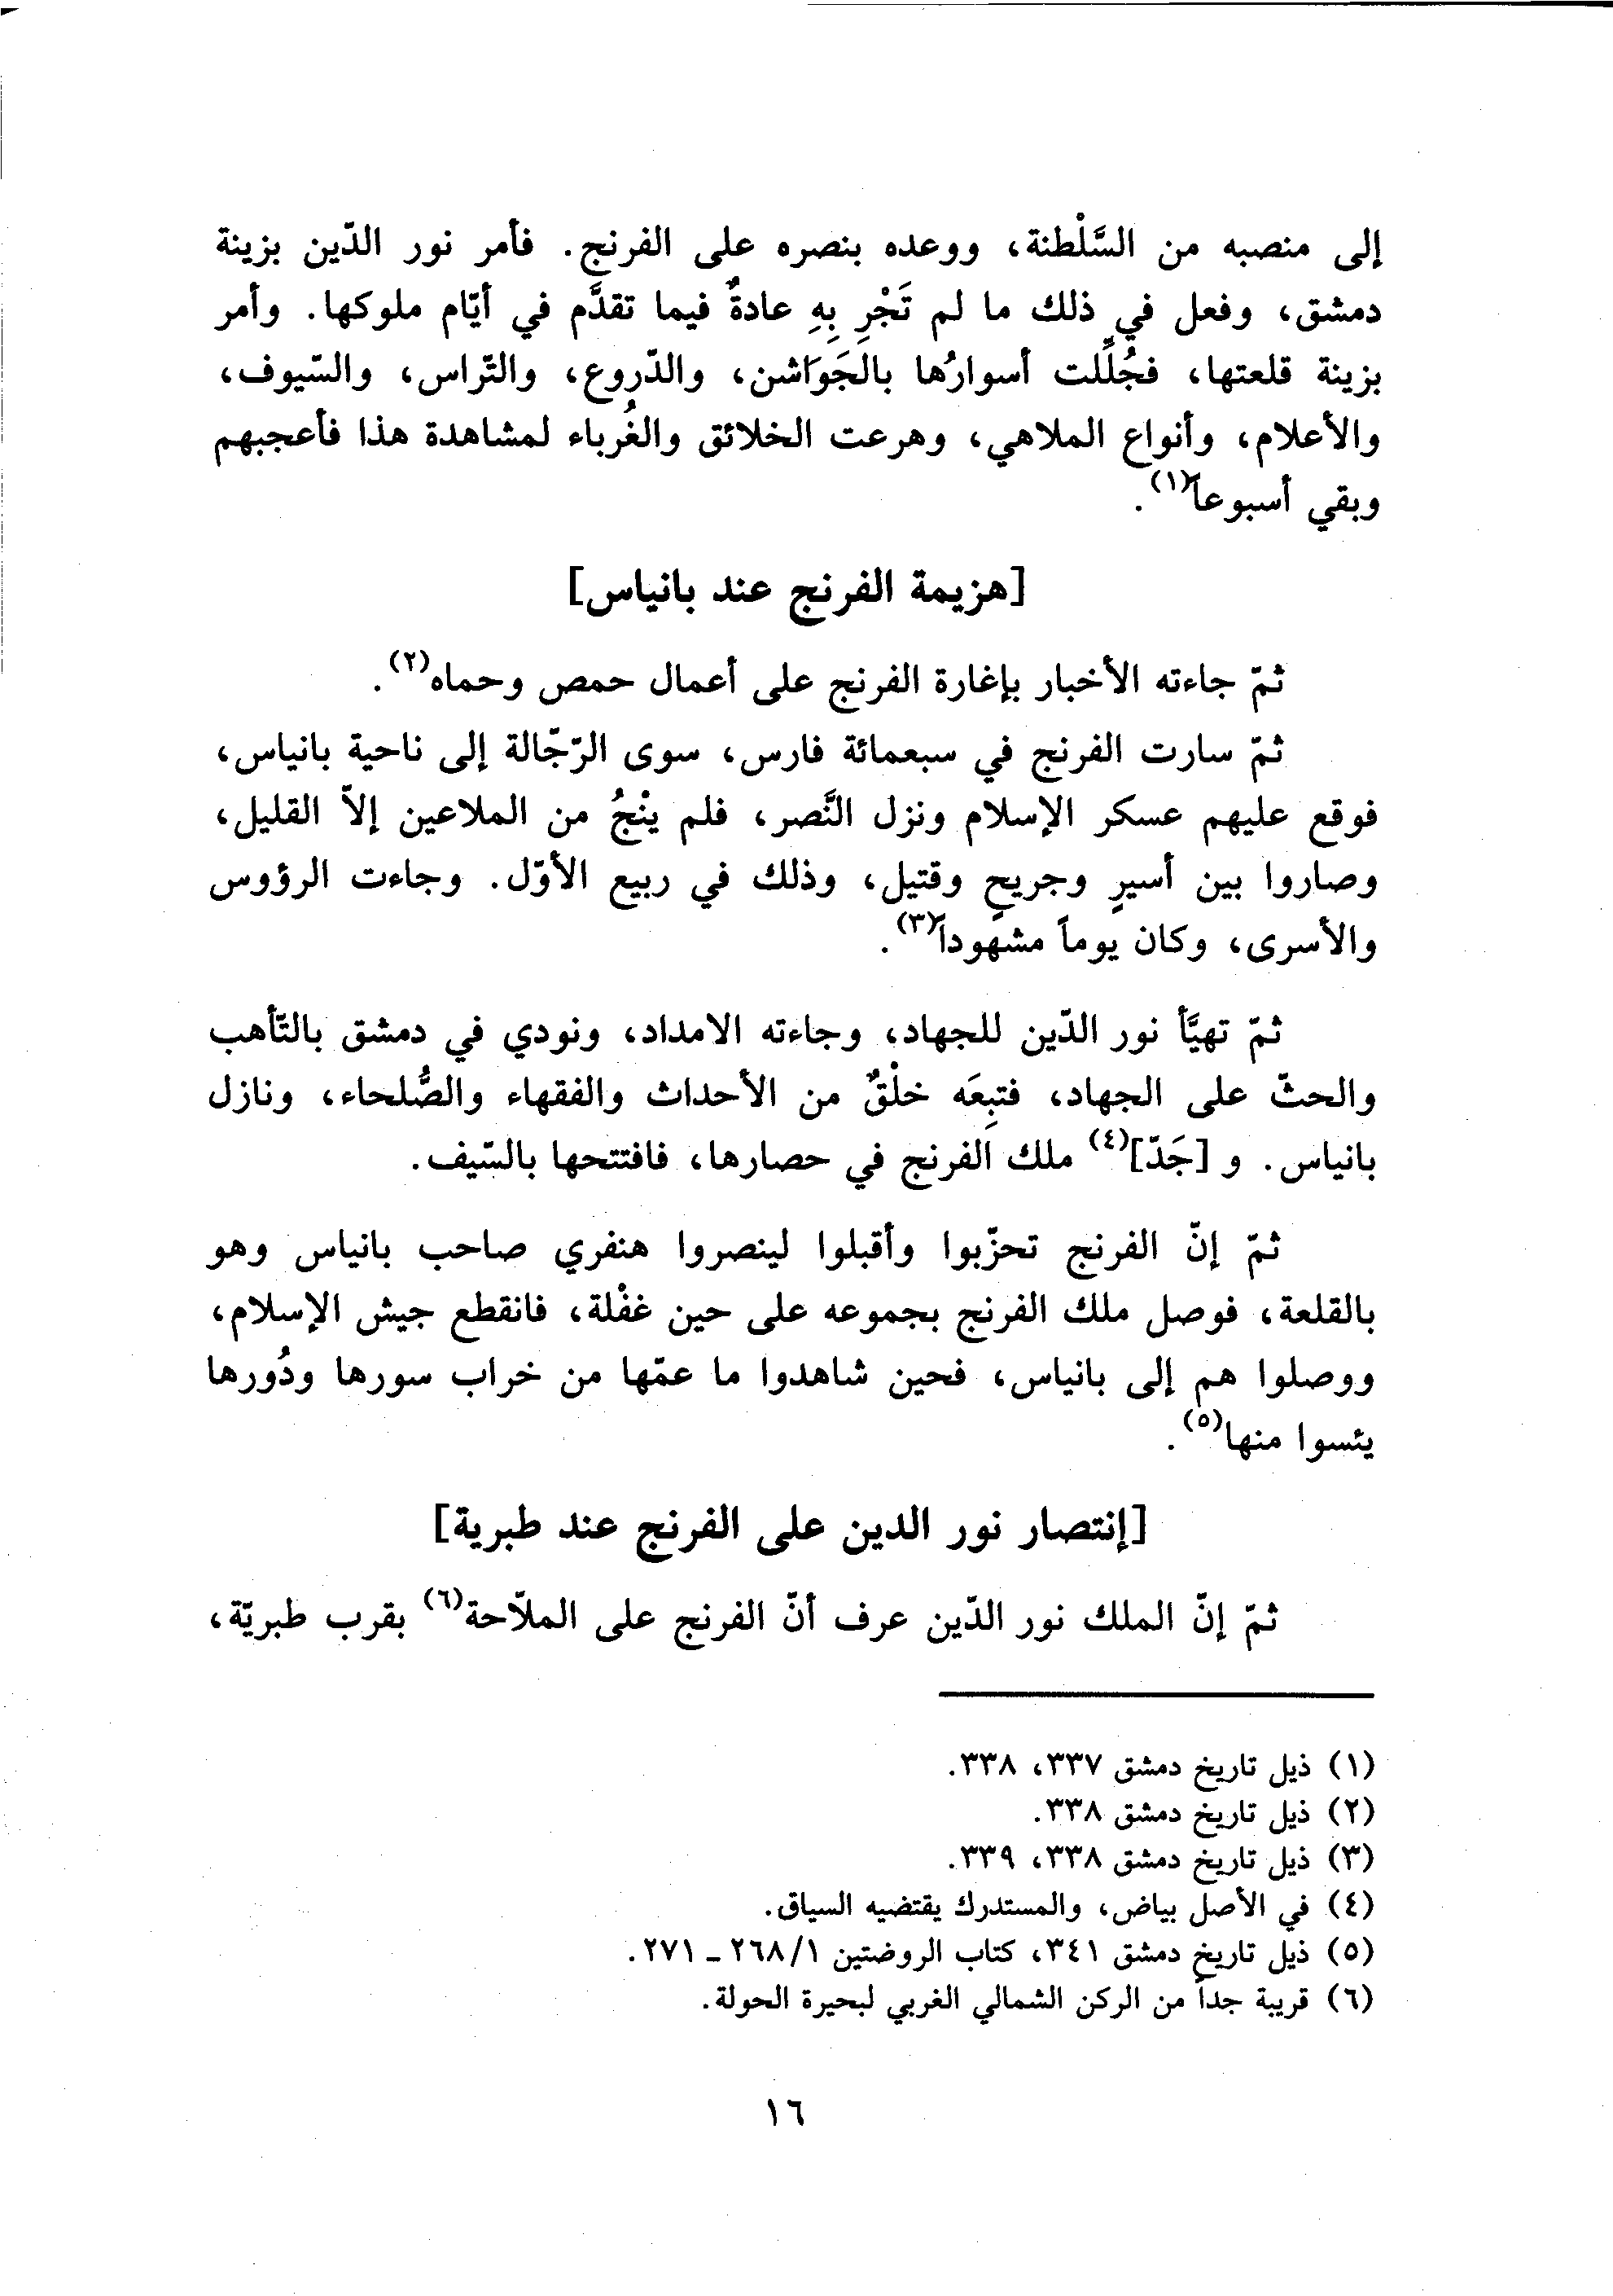 إلى منصبه من السَّلْطنة، ووعده بنصره على الفرنج. فأمر نور الدّين بزينة
دمشق، وفعل في ذلك ما لم تَجْرِ بِهِ عادةٌ فيما تقدَّم في أيّام ملوكها. وأمر
بزينة قلعتها، فجُلِّلت أسوارُها بالجَوَاشن، والدّروع، والتّراس، والسّيوف،
والأعلام، وأنواع الملاهي، وهرعت الخلائق والغُرباء لمشاهدة هذا فأعجبهم
وبقي أسبوعاً(١).
[هزيمة الفرنج عند بانياس]
ثمّ جاءته الأخبار بإغارة الفرنج على أعمال حمص وحماه(٢).
ثمّ سارت الفرنج في سبعمائة فارس، سوى الرّجّالة إلى ناحية بانياس،
فوقع عليهم عسكر الإسلام ونزل النَّصر، فلم ينْجُ من الملاعين إلاّ القليل،
وصاروا بين أسيرٍ وجريحٍ وقتيل، وذلك في ربيع الأوّل. وجاءت الرؤوس
والأسرى، وكان يوماً مشهوداً(٣).
ثمّ تهيَّأ نور الدّين للجهاد، وجاءته الامداد، ونودي في دمشق بالتّأهب
والحثّ على الجهاد، فتبِعَه خلْقٌ من الأحداث والفقهاء والصُّلحاء، ونازل
بانياس. و [جَدّ](٤) ملك الفرنج في حصارها، فافتتحها بالسّيف.
ثمّ إنّ الفرنج تحزّبوا وأقبلوا لينصروا هنفري صاحب بانياس وهو
بالقلعة، فوصل ملك الفرنج بجموعه على حين غفْلة، فانقطع جيش الإسلام،
ووصلوا هم إلى بانياس، فحين شاهدوا ما عمّها من خراب سورها ودُورها
يئسوا منها(٥).
[إنتصار نور الدين على الفرنج عند طبرية]
ثمّ إنّ الملك نور الدّين عرف أنّ الفرنج على الملاّحة(٦) بقرب طبريّة،
(١) ذيل تاريخ دمشق ٣٣٧، ٣٣٨.
(٢) ذيل تاريخ دمشق ٣٣٨.
(٣) ذيل تاريخ دمشق ٣٣٨، ٣٣٩.
(٤) في الأصل بياض، والمستدرك يقتضيه السياق.
(٥) ذيل تاريخ دمشق ٣٤١، كتاب الروضتين ٢٦٨/١ ـ ٢٧١.
(٦) قريبة جداً من الركن الشمالي الغربي لبحيرة الحولة.
١٦